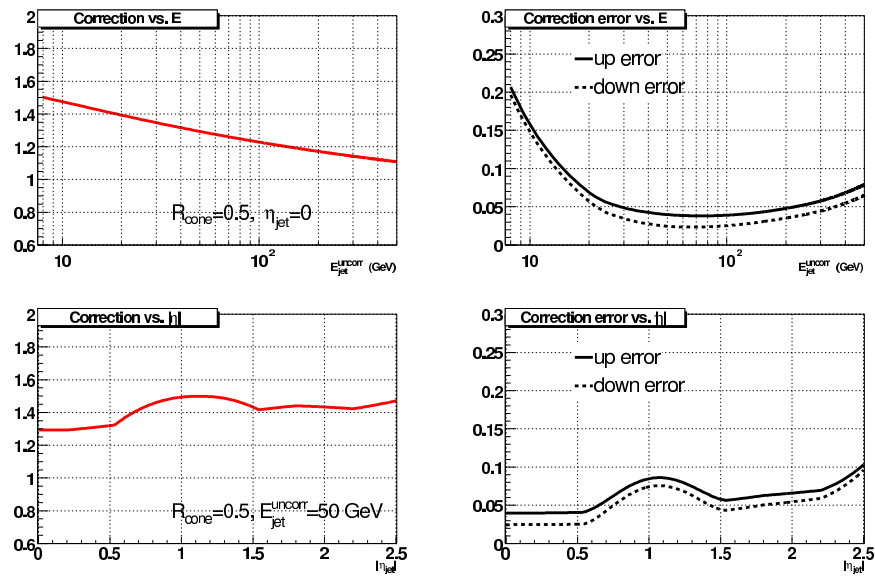 Correction vs. E
2
1.8
1.6
1.4
1.2
1
0.8
0.6
R_cone=0.5, η_jet=0
10
10²
E_jet^uncorr (GeV)
Correction error vs. E
0.3
0.25
0.2
0.15
0.1
0.05
0
up error
down error
10
10²
E_jet^uncorr (GeV)
Correction vs. |η|
2
1.8
1.6
1.4
1.2
1
0.8
0.6
R_cone=0.5, E_jet^uncorr=50 GeV
0 0.5 1 1.5 2 2.5
|η_jet|
Correction error vs. |η|
0.3
0.25
0.2
0.15
0.1
0.05
0
up error
down error
0 0.5 1 1.5 2 2.5
|η_jet|